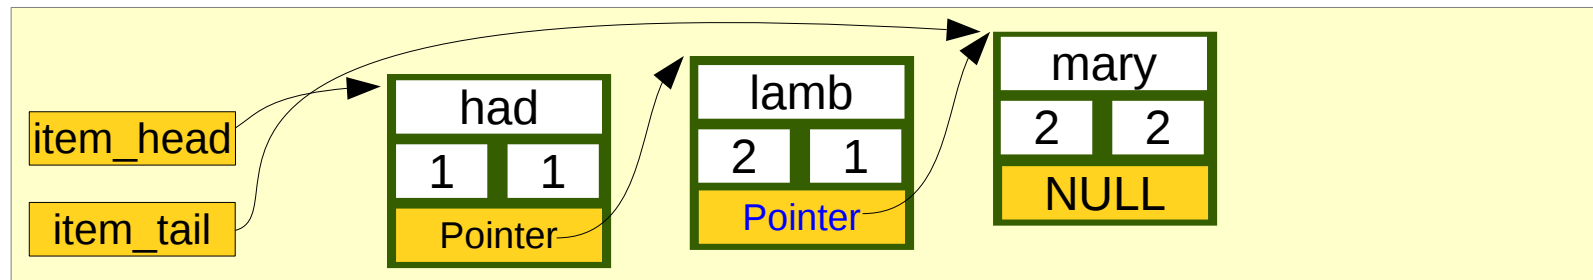 item_head
item_tail
had
1 1
Pointer
lamb
2 1
Pointer
mary
2 2
NULL